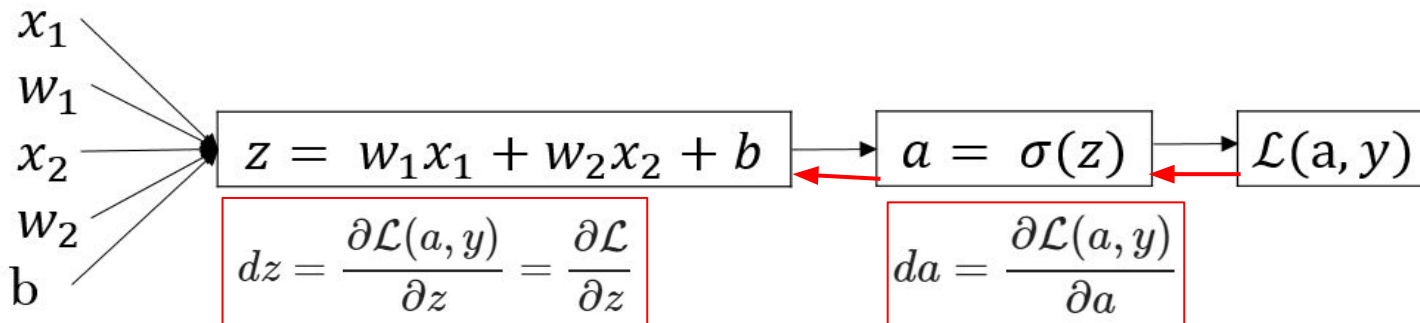 x₁
w₁
x₂
w₂
b
z = w₁x₁ + w₂x₂ + b
a = σ(z)
ℒ(a, y)
dz = ∂ℒ(a, y)/∂z = ∂ℒ/∂z
da = ∂ℒ(a, y)/∂a